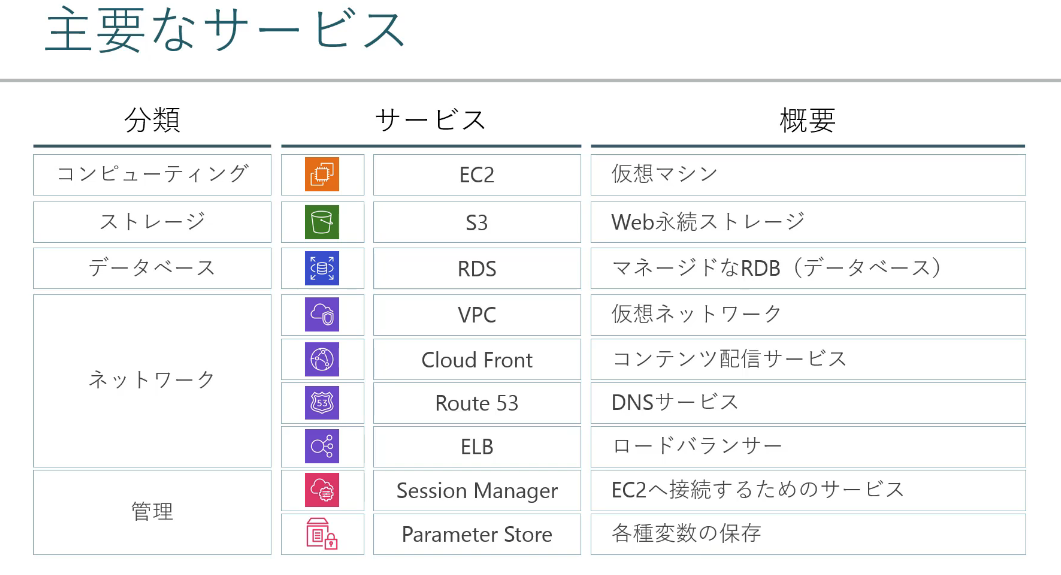 主要なサービス
分類 サービス 概要
コンピューティング EC2 仮想マシン
ストレージ S3 Web永続ストレージ
データベース RDS マネージドなRDB（データベース）
ネットワーク
VPC 仮想ネットワーク
Cloud Front コンテンツ配信サービス
53 Route 53 DNSサービス
ELB ロードバランサー
管理
Session Manager EC2へ接続するためのサービス
Parameter Store 各種変数の保存